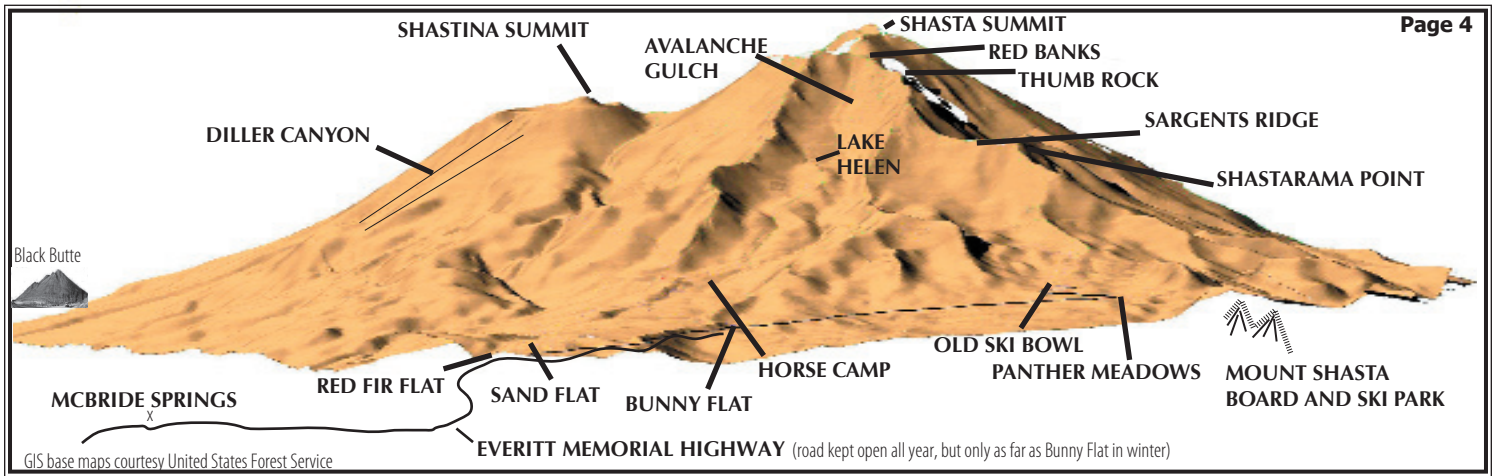 Page 4
SHASTA SUMMIT
SHASTINA SUMMIT
AVALANCHE
GULCH
RED BANKS
THUMB ROCK
SARGENTS RIDGE
DILLER CANYON
LAKE
HELEN
SHASTARAMA POINT
Black Butte
OLD SKI BOWL
HORSE CAMP
PANTHER MEADOWS
MOUNT SHASTA
BOARD AND SKI PARK
RED FIR FLAT
SAND FLAT
BUNNY FLAT
MCBRIDE SPRINGS
X
EVERITT MEMORIAL HIGHWAY (road kept open all year, but only as far as Bunny Flat in winter)
GIS base maps courtesy United States Forest Service